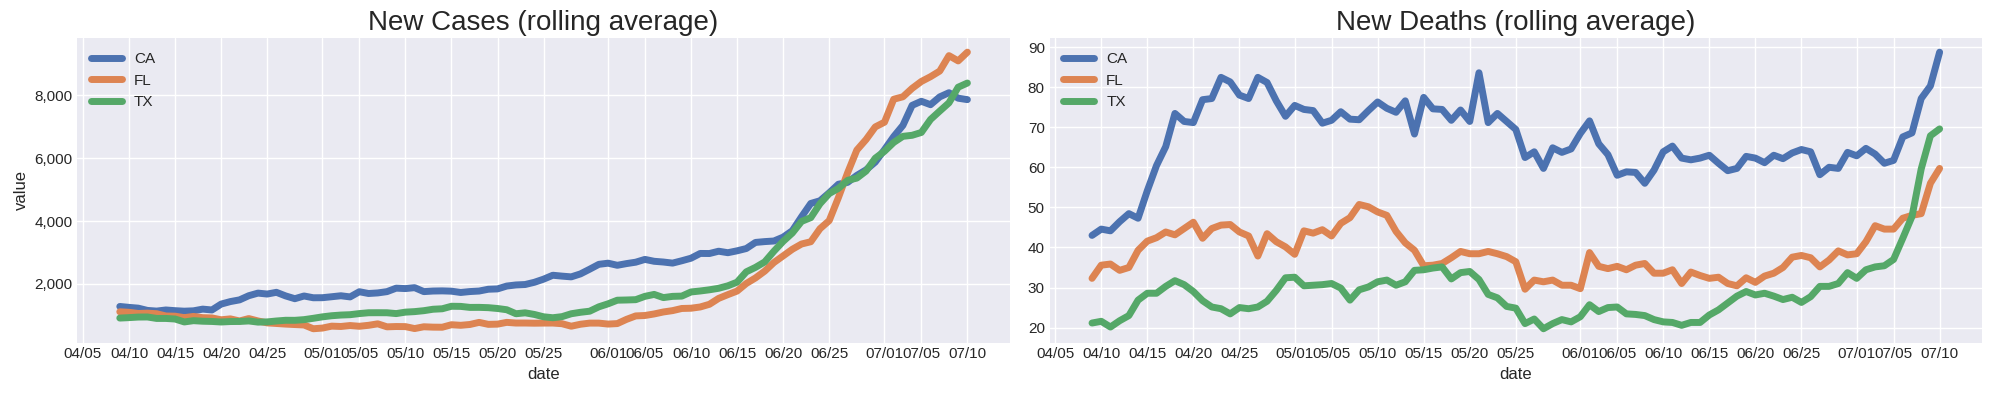 New Cases (rolling average)
CA
FL
TX
8,000
6,000
4,000
2,000
value
04/05 04/10 04/15 04/20 04/25 05/01 05/05 05/10 05/15 05/20 05/25 06/01 06/05 06/10 06/15 06/20 06/25 07/01 07/05 07/10
date
New Deaths (rolling average)
CA
FL
TX
90
80
70
60
50
40
30
20
04/05 04/10 04/15 04/20 04/25 05/01 05/05 05/10 05/15 05/20 05/25 06/01 06/05 06/10 06/15 06/20 06/25 07/01 07/05 07/10
date